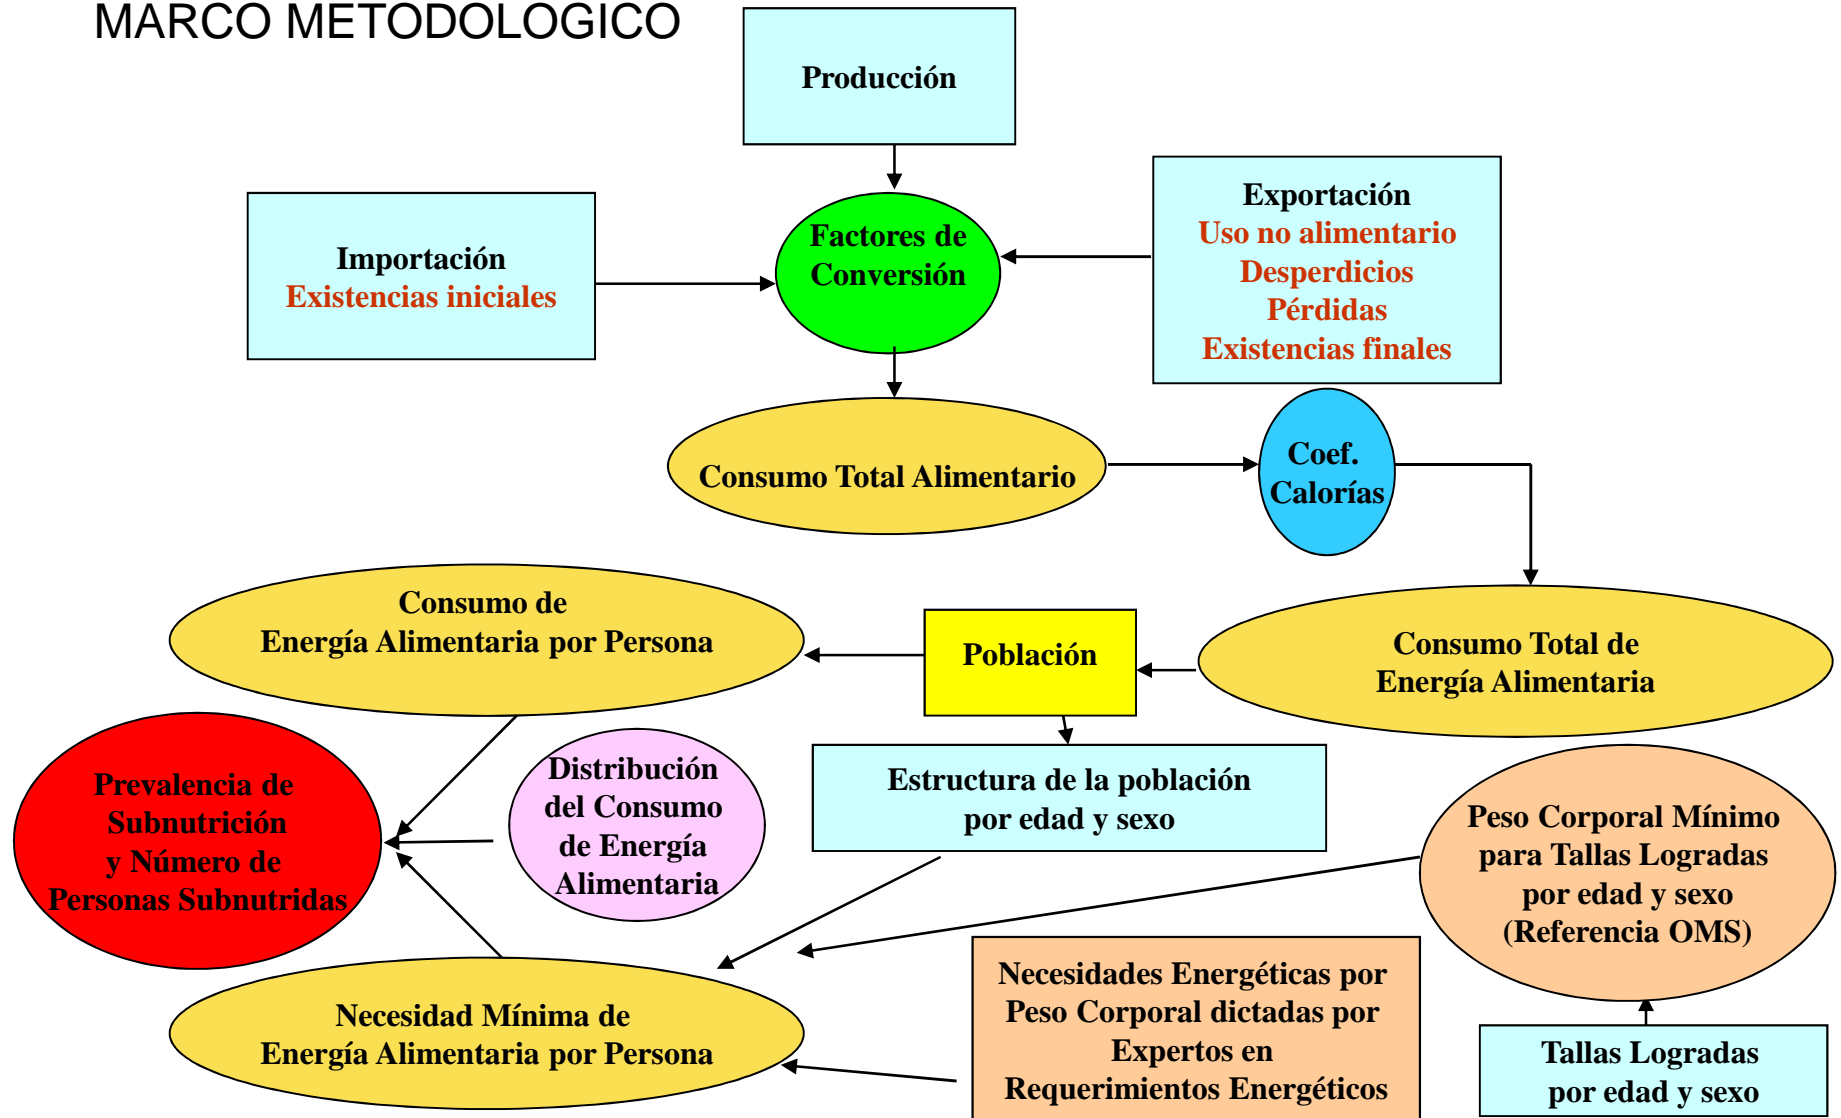 MARCO METODOLOGICO
Producción
Importación
Existencias iniciales
Factores de
Conversión
Exportación
Uso no alimentario
Desperdicios
Pérdidas
Existencias finales
Consumo Total Alimentario
Coef.
Calorías
Consumo de
Energía Alimentaria por Persona
Población
Consumo Total de
Energía Alimentaria
Prevalencia de
Subnutrición
y Número de
Personas Subnutridas
Distribución
del Consumo
de Energía
Alimentaria
Estructura de la población
por edad y sexo
Peso Corporal Mínimo
para Tallas Logradas
por edad y sexo
(Referencia OMS)
Necesidad Mínima de
Energía Alimentaria por Persona
Necesidades Energéticas por
Peso Corporal dictadas por
Expertos en
Requerimientos Energéticos
Tallas Logradas
por edad y sexo